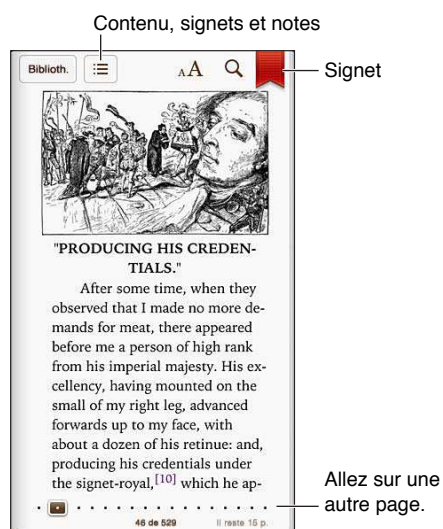 Contenu, signets et notes
Biblioth.
AA
Signet
"PRODUCING HIS CREDEN-
TIALS."
After some time, when they
observed that I made no more de-
mands for meat, there appeared
before me a person of high rank
from his imperial majesty. His ex-
cellency, having mounted on the
small of my right leg, advanced
forwards up to my face, with
about a dozen of his retinue: and,
producing his credentials under
the signet-royal,[10] which he ap-
Allez sur une
autre page.
46 de 529 Il reste 15 p.